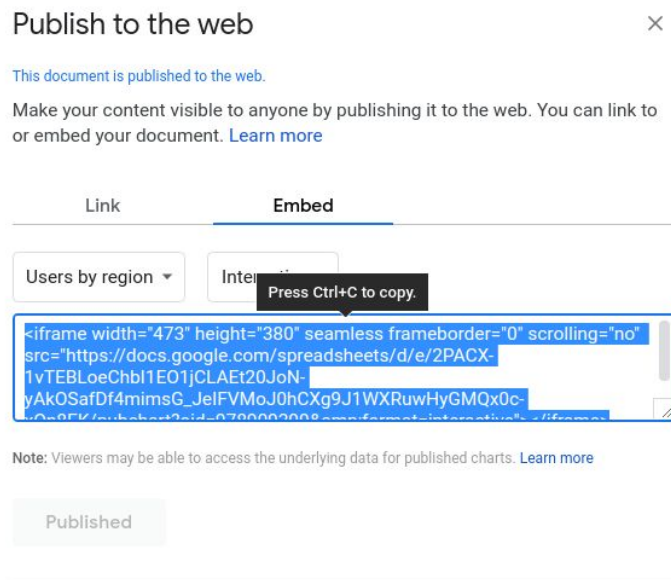 Publish to the web
This document is published to the web.
Make your content visible to anyone by publishing it to the web. You can link to
or embed your document. Learn more
Link
Embed
Users by region
Press Ctrl+C to copy.
<iframe width="473" height="380" seamless frameborder="0" scrolling="no"
src="https://docs.google.com/spreadsheets/d/e/2PACX-
1vTEBLoeChbI1EO1jCLAEt20JoN-
yAkOSafDf4mimsG_JeIFVMoJ0hCXg9J1WXRuwHyGMQx0c-
Note: Viewers may be able to access the underlying data for published charts. Learn more
Published